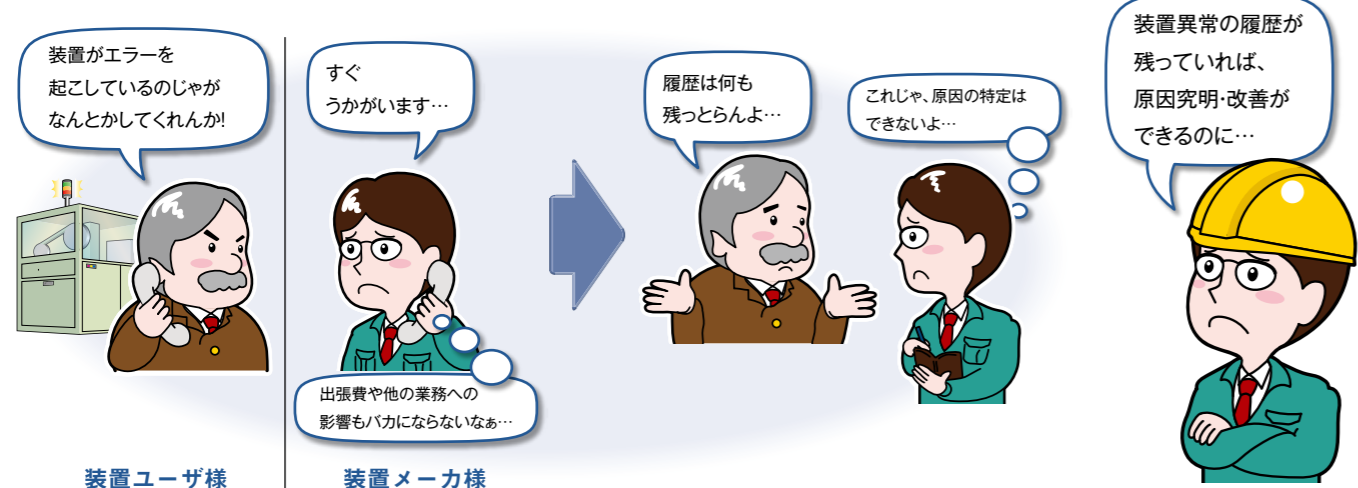 装置がエラーを
起こしているのじゃが
なんとかしてくれんか!
すぐ
うかがいます…
出張費や他の業務への
影響もバカにならないなぁ…
装置ユーザ様
装置メーカ様
履歴は何も
残っとらんよ…
これじゃ、原因の特定は
できないよ…
装置異常の履歴が
残っていれば、
原因究明・改善が
できるのに…